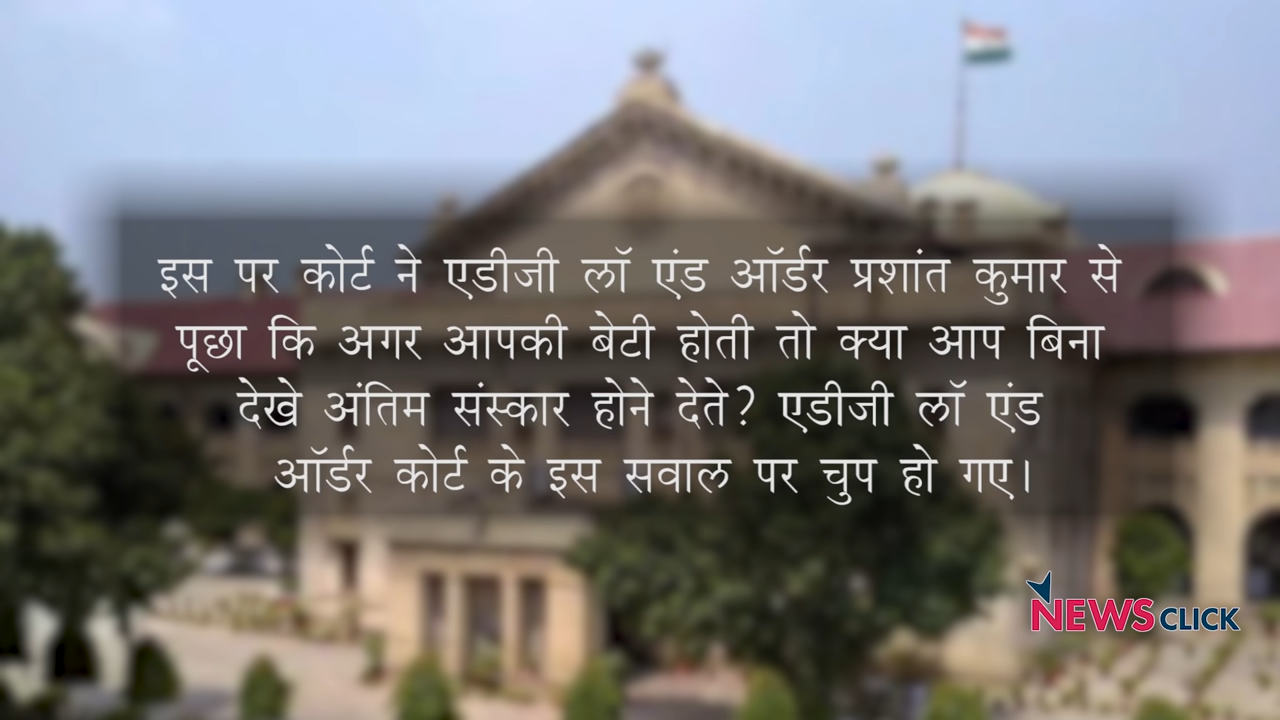 इस पर कोर्ट ने एडीजी लॉ एंड ऑर्डर प्रशांत कुमार से
पूछा कि अगर आपकी बेटी होती तो क्या आप बिना
देखे अंतिम संस्कार होने देते? एडीजी लॉ एंड
ऑर्डर कोर्ट के इस सवाल पर चुप हो गए।
NEWSCLICK